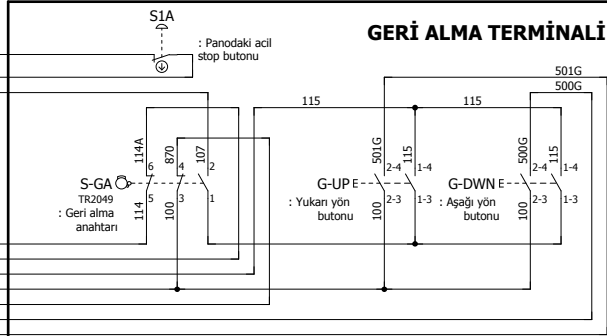 S1A
: Panodaki acil
stop butonu
GERİ ALMA TERMİNALİ
501G
500G
115
115
114A
6
870
4
107
2
S-GA
TR2049
: Geri alma
anahtarı
114
5
100
3
1
501G
2-4
115
1-4
G-UP
: Yukarı yön
butonu
100
2-3
1-3
500G
2-4
115
1-4
G-DWN
: Aşağı yön
butonu
100
2-3
1-3